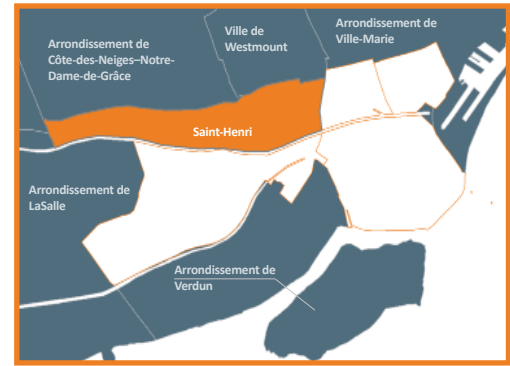 Arrondissement de
Côte-des-Neiges–Notre-
Dame-de-Grâce
Ville de
Westmount
Arrondissement de
Ville-Marie
Saint-Henri
Arrondissement de
LaSalle
Arrondissement de
Verdun